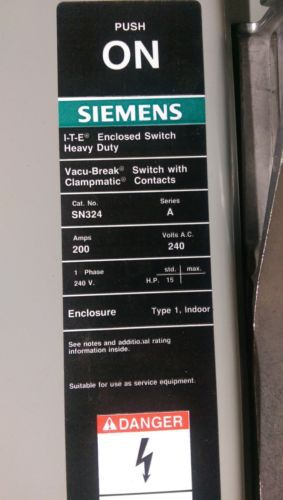 PUSH
ON
SIEMENS
I-T-E® Enclosed Switch
Heavy Duty
Vacu-Break® Switch with
Clampmatic® Contacts
Cat. No. Series
SN324 A
Amps Volts A.C.
200 240
1 Phase std. max.
240 V. H.P. 15
Enclosure Type 1, Indoor
See notes and additional rating
information inside.
Suitable for use as service equipment.
DANGER